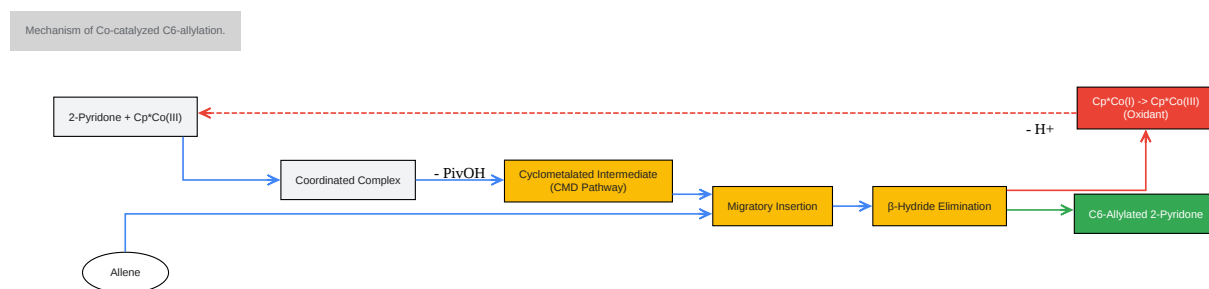 Mechanism of Co-catalyzed C6-allylation.
2-Pyridone + Cp*Co(III)
Cp*Co(I) -> Cp*Co(III)
(Oxidant)
- H+
Coordinated Complex
- PivOH
Cyclometalated Intermediate
(CMD Pathway)
Migratory Insertion
β-Hydride Elimination
C6-Allylated 2-Pyridone
Allene